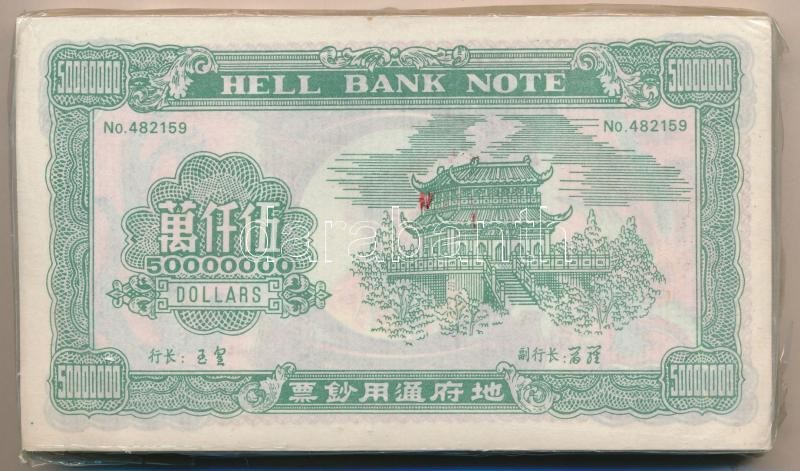 50000000 50000000
HELL BANK NOTE
No.482159 No.482159
萬仟伍
50000000
DOLLARS
darabanth
行长: 玉皇 副行长: 阎羅
票鈔用通府地
50000000 50000000